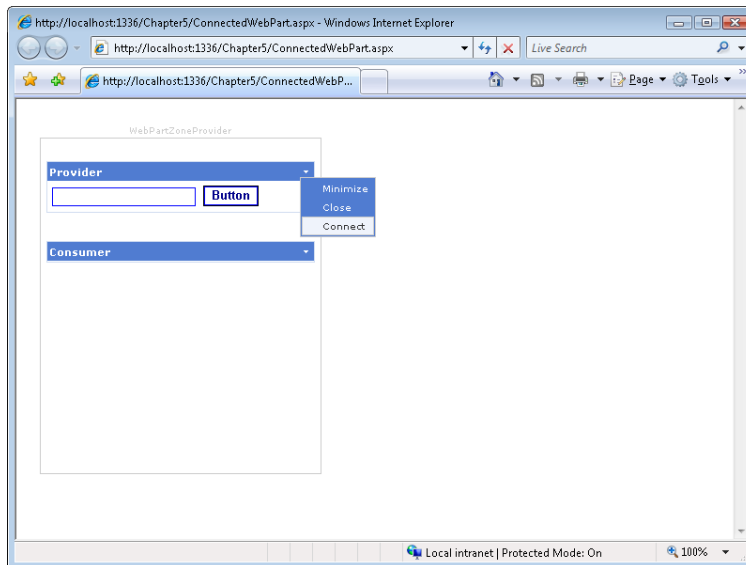 http://localhost:1336/Chapter5/ConnectedWebPart.aspx - Windows Internet Explorer
http://localhost:1336/Chapter5/ConnectedWebPart.aspx
Live Search
http://localhost:1336/Chapter5/ConnectedWebP...
Page
Tools
WebPartZoneProvider
Provider
Minimize
Button
Close
Connect
Consumer
Local intranet | Protected Mode: On
100%